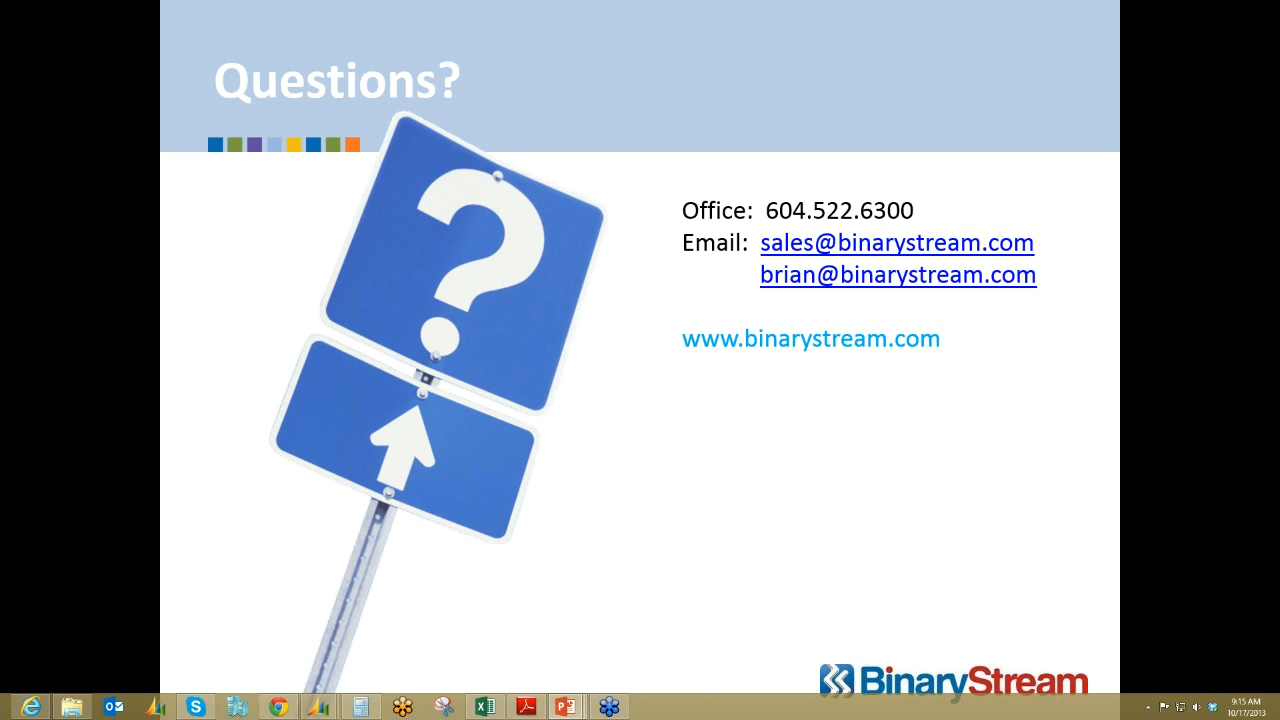 Questions?
?
Office:  604.522.6300
Email:  sales@binarystream.com
brian@binarystream.com
www.binarystream.com
BinaryStream
9:15 AM
10/17/2013